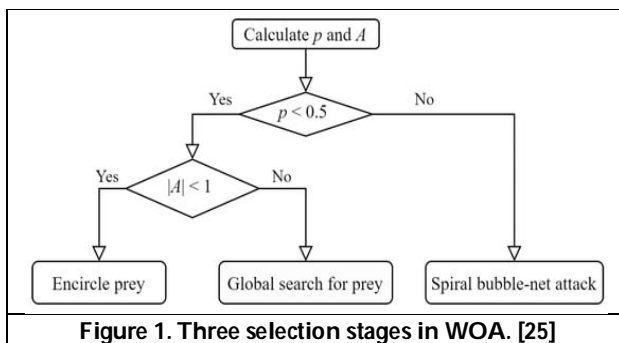 Calculate p and A
Yes
No
p < 0.5
Yes
No
|A| < 1
Encircle prey
Global search for prey
Spiral bubble-net attack
Figure 1. Three selection stages in WOA. [25]